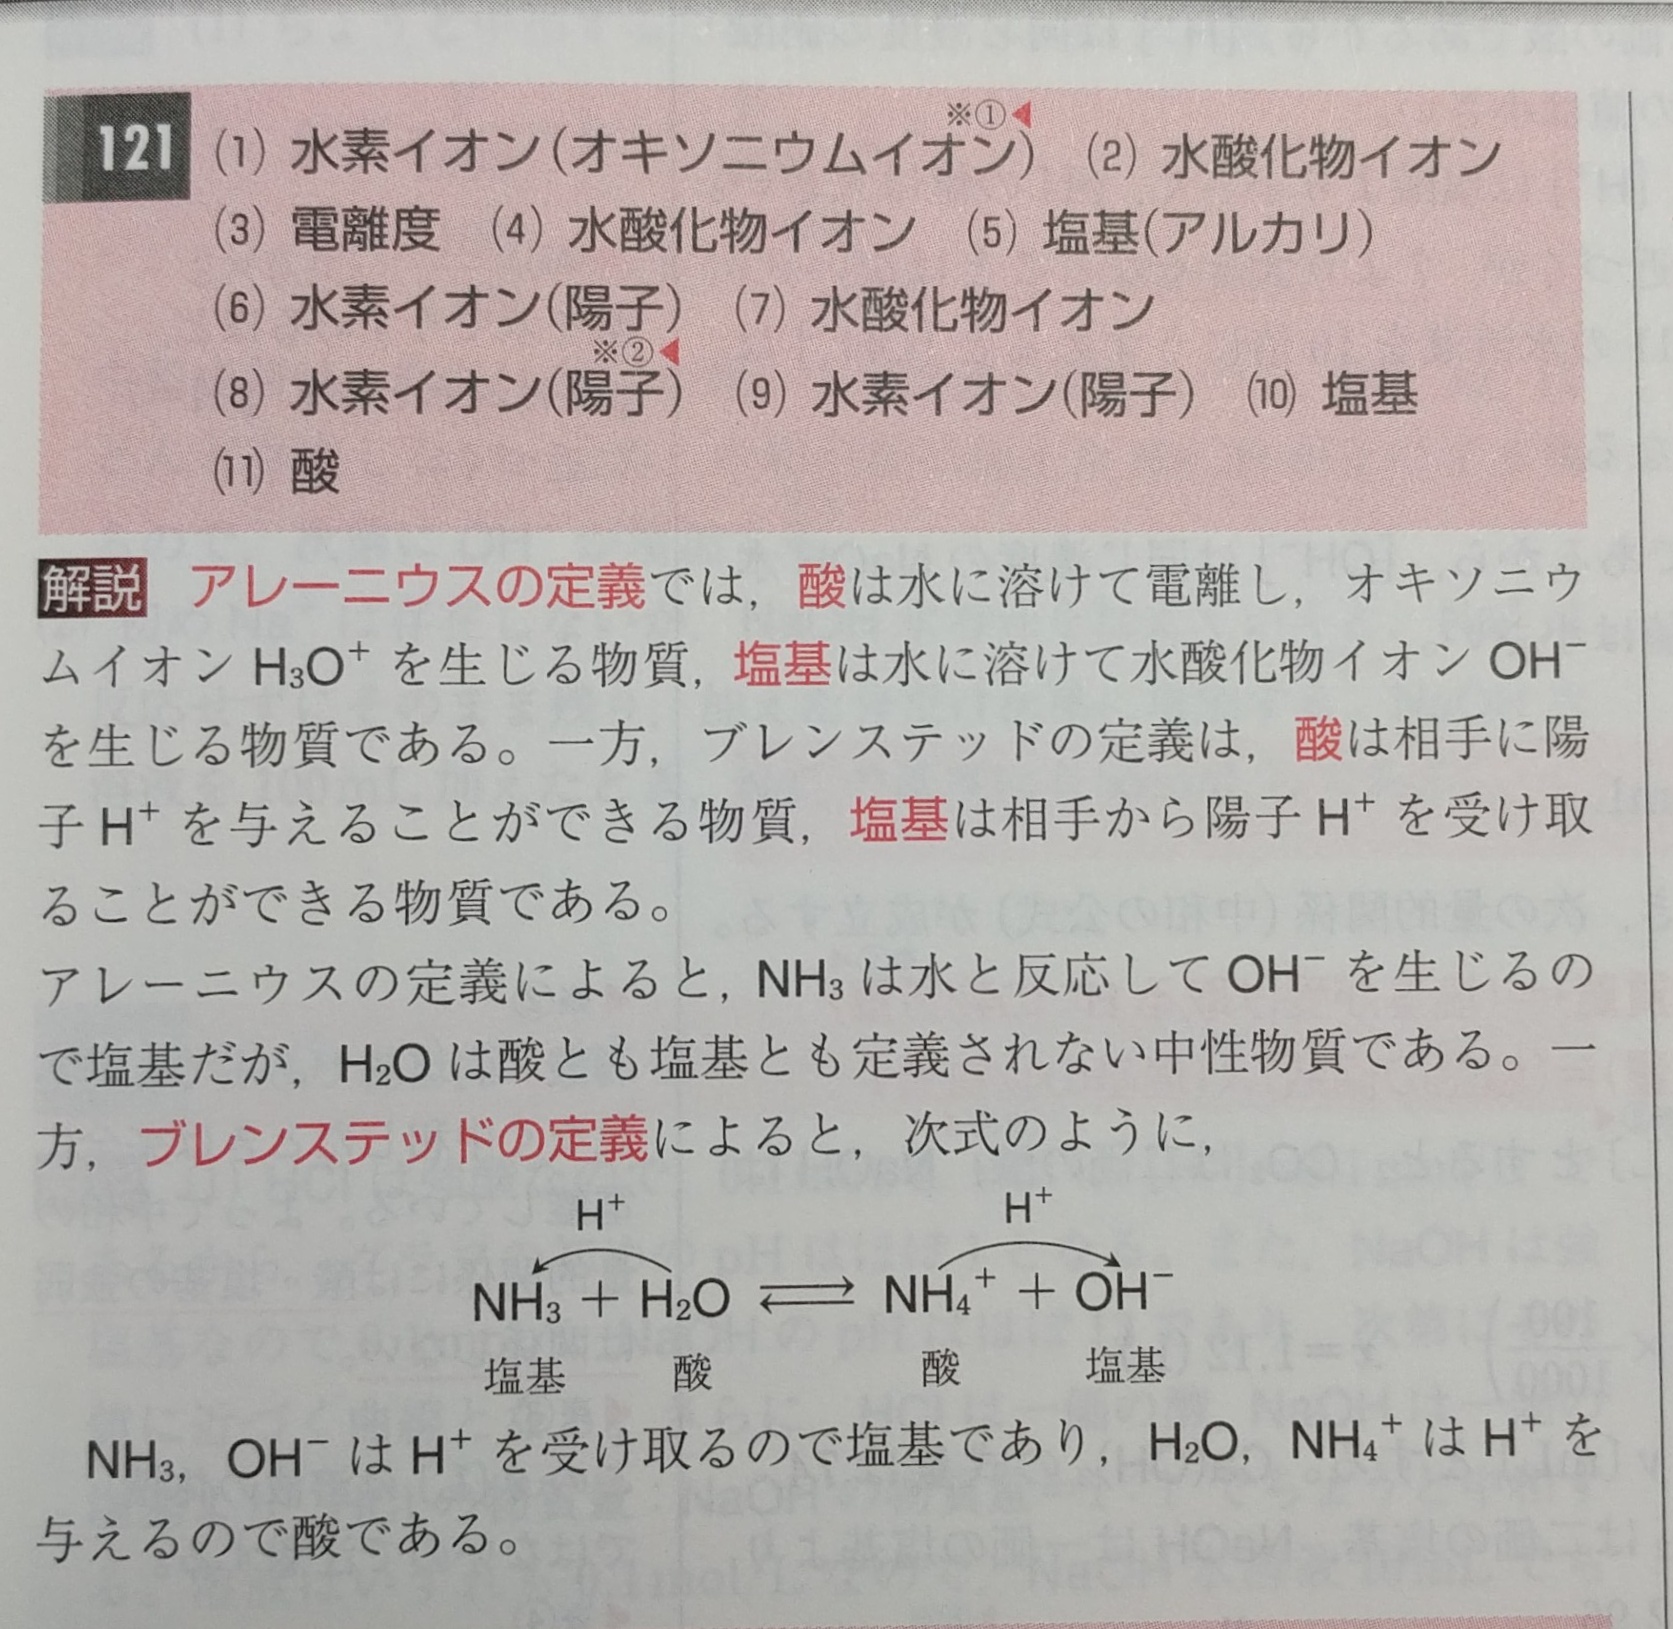 ※①◀
121 (1) 水素イオン(オキソニウムイオン) (2) 水酸化物イオン
(3) 電離度 (4) 水酸化物イオン (5) 塩基(アルカリ)
(6) 水素イオン(陽子) (7) 水酸化物イオン
※②◀
(8) 水素イオン(陽子) (9) 水素イオン(陽子) (10) 塩基
(11) 酸
解説 アレーニウスの定義では，酸は水に溶けて電離し，オキソニウ
ムイオン H₃O⁺ を生じる物質，塩基は水に溶けて水酸化物イオン OH⁻
を生じる物質である。一方，ブレンステッドの定義は，酸は相手に陽
子 H⁺ を与えることができる物質，塩基は相手から陽子 H⁺ を受け取
ることができる物質である。
アレーニウスの定義によると，NH₃ は水と反応して OH⁻ を生じるの
で塩基だが，H₂O は酸とも塩基とも定義されない中性物質である。一
方，ブレンステッドの定義によると，次式のように，
H⁺ H⁺
NH₃ + H₂O ⇄ NH₄⁺ + OH⁻
塩基 酸 酸 塩基
NH₃，OH⁻ は H⁺ を受け取るので塩基であり，H₂O，NH₄⁺ は H⁺ を
与えるので酸である。